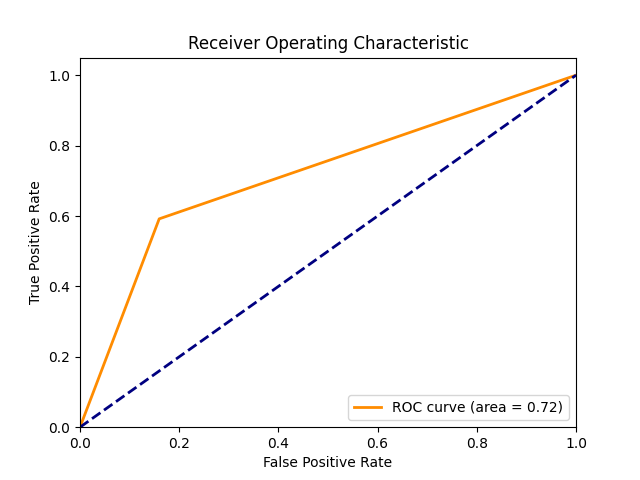 Receiver Operating Characteristic
1.0
0.8
0.6
0.4
0.2
0.0
True Positive Rate
ROC curve (area = 0.72)
0.0 0.2 0.4 0.6 0.8 1.0
False Positive Rate